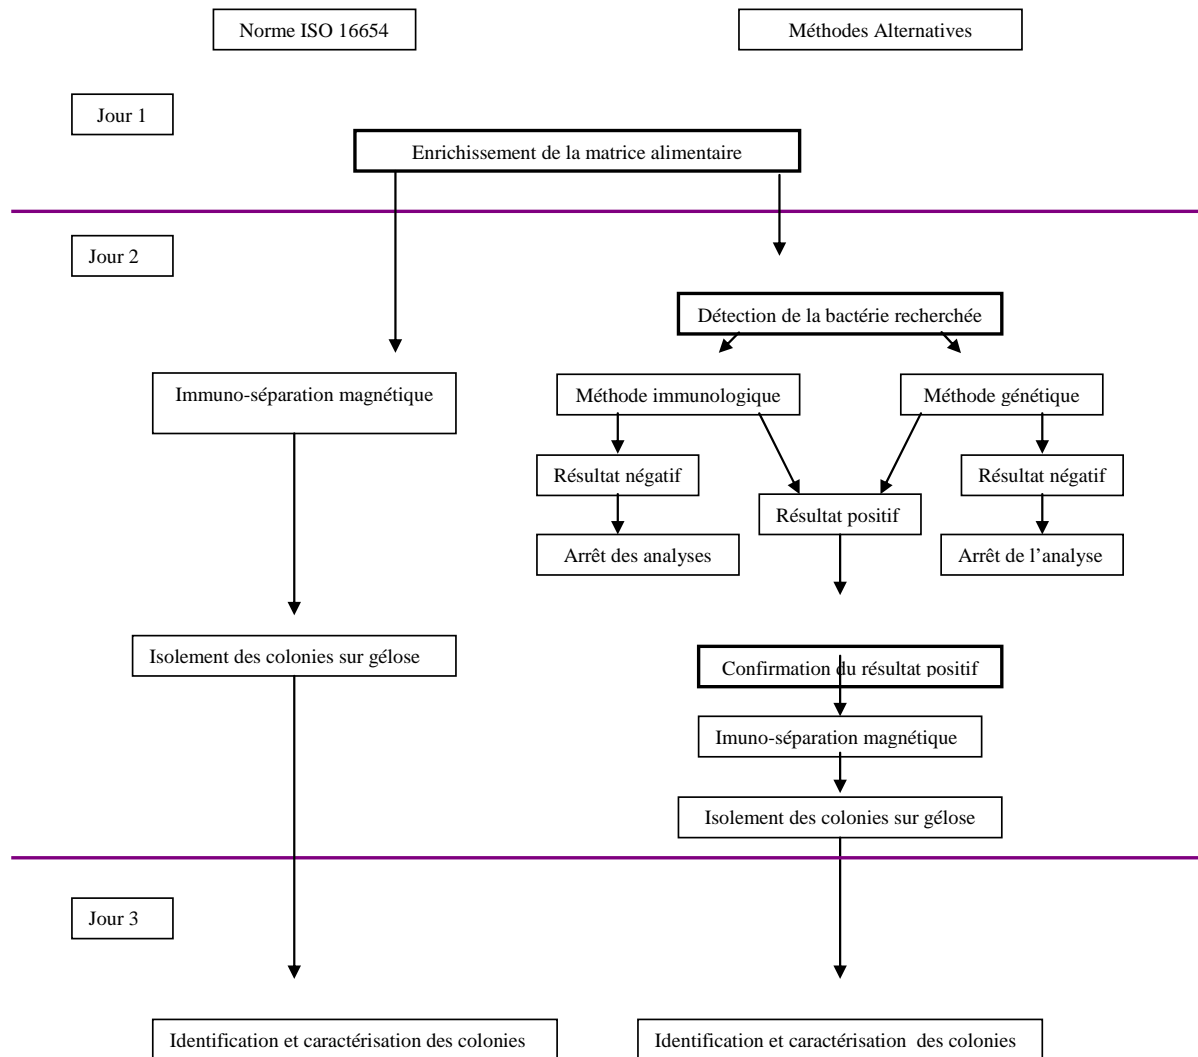 Norme ISO 16654
Méthodes Alternatives
Jour 1
Enrichissement de la matrice alimentaire
Jour 2
Détection de la bactérie recherchée
Immuno-séparation magnétique
Méthode immunologique
Méthode génétique
Résultat négatif
Résultat négatif
Résultat positif
Arrêt des analyses
Arrêt de l’analyse
Isolement des colonies sur gélose
Confirmation du résultat positif
Imuno-séparation magnétique
Isolement des colonies sur gélose
Jour 3
Identification et caractérisation des colonies
Identification et caractérisation des colonies